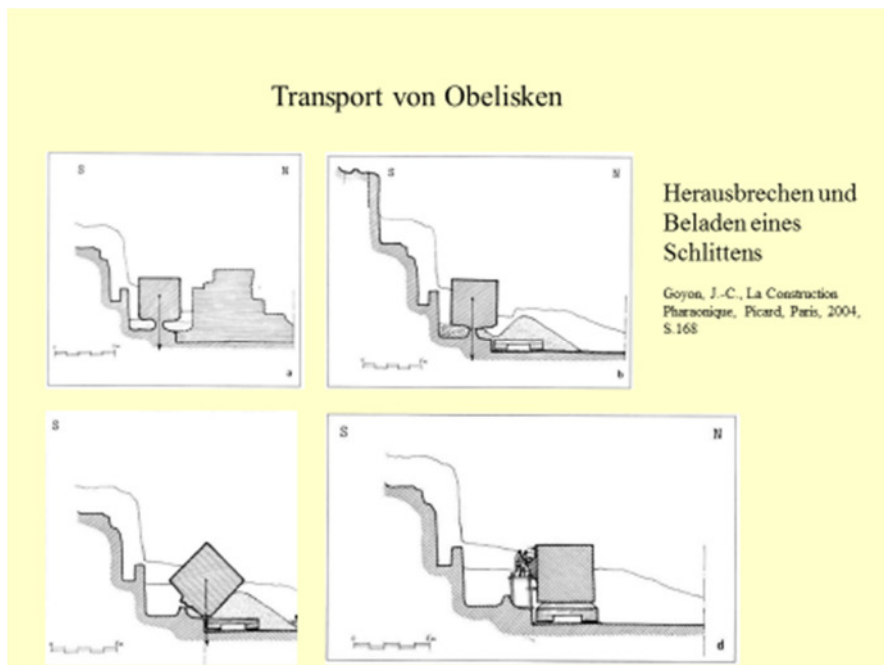 Transport von Obelisken
S N
a
S N
b
Herausbrechen und
Beladen eines
Schlittens
Goyon, J.-C., La Construction
Pharaonique, Picard, Paris, 2004,
S.168
S
S N
d